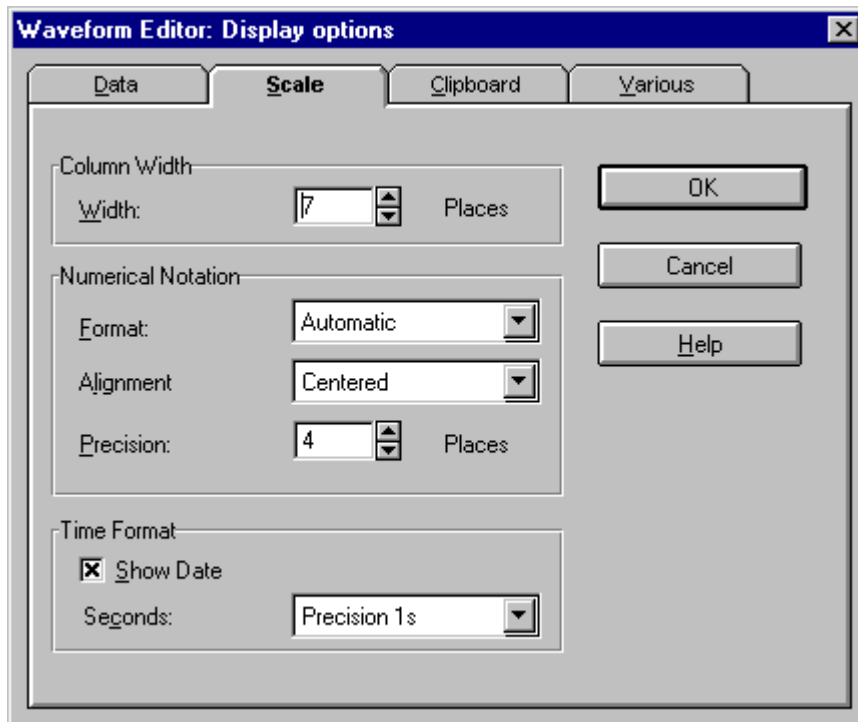 Waveform Editor: Display options
Data
Scale
Clipboard
Various
Column Width
Width:
7
Places
Numerical Notation
Format:
Automatic
Alignment
Centered
Precision:
4
Places
Time Format
Show Date
Seconds:
Precision 1s
OK
Cancel
Help